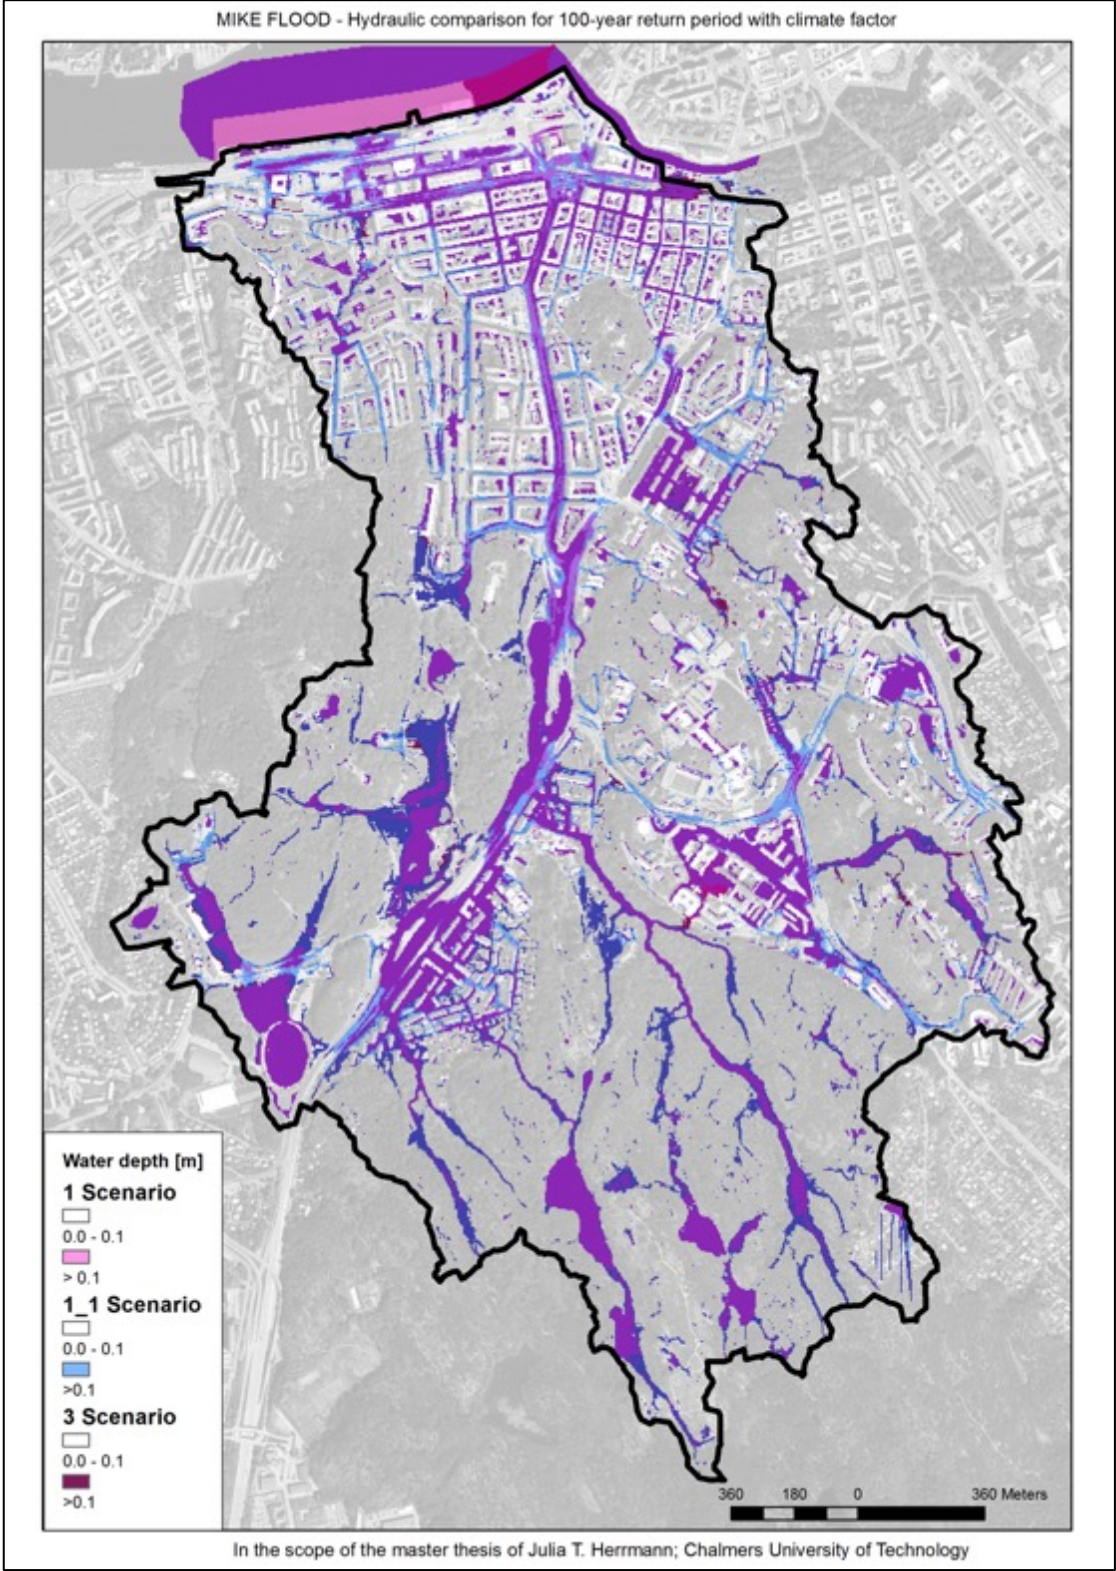 MIKE FLOOD - Hydraulic comparison for 100-year return period with climate factor
Water depth [m]
1 Scenario
0.0 - 0.1
> 0.1
1_1 Scenario
0.0 - 0.1
>0.1
3 Scenario
0.0 - 0.1
>0.1
360 180 0 360 Meters
In the scope of the master thesis of Julia T. Herrmann; Chalmers University of Technology